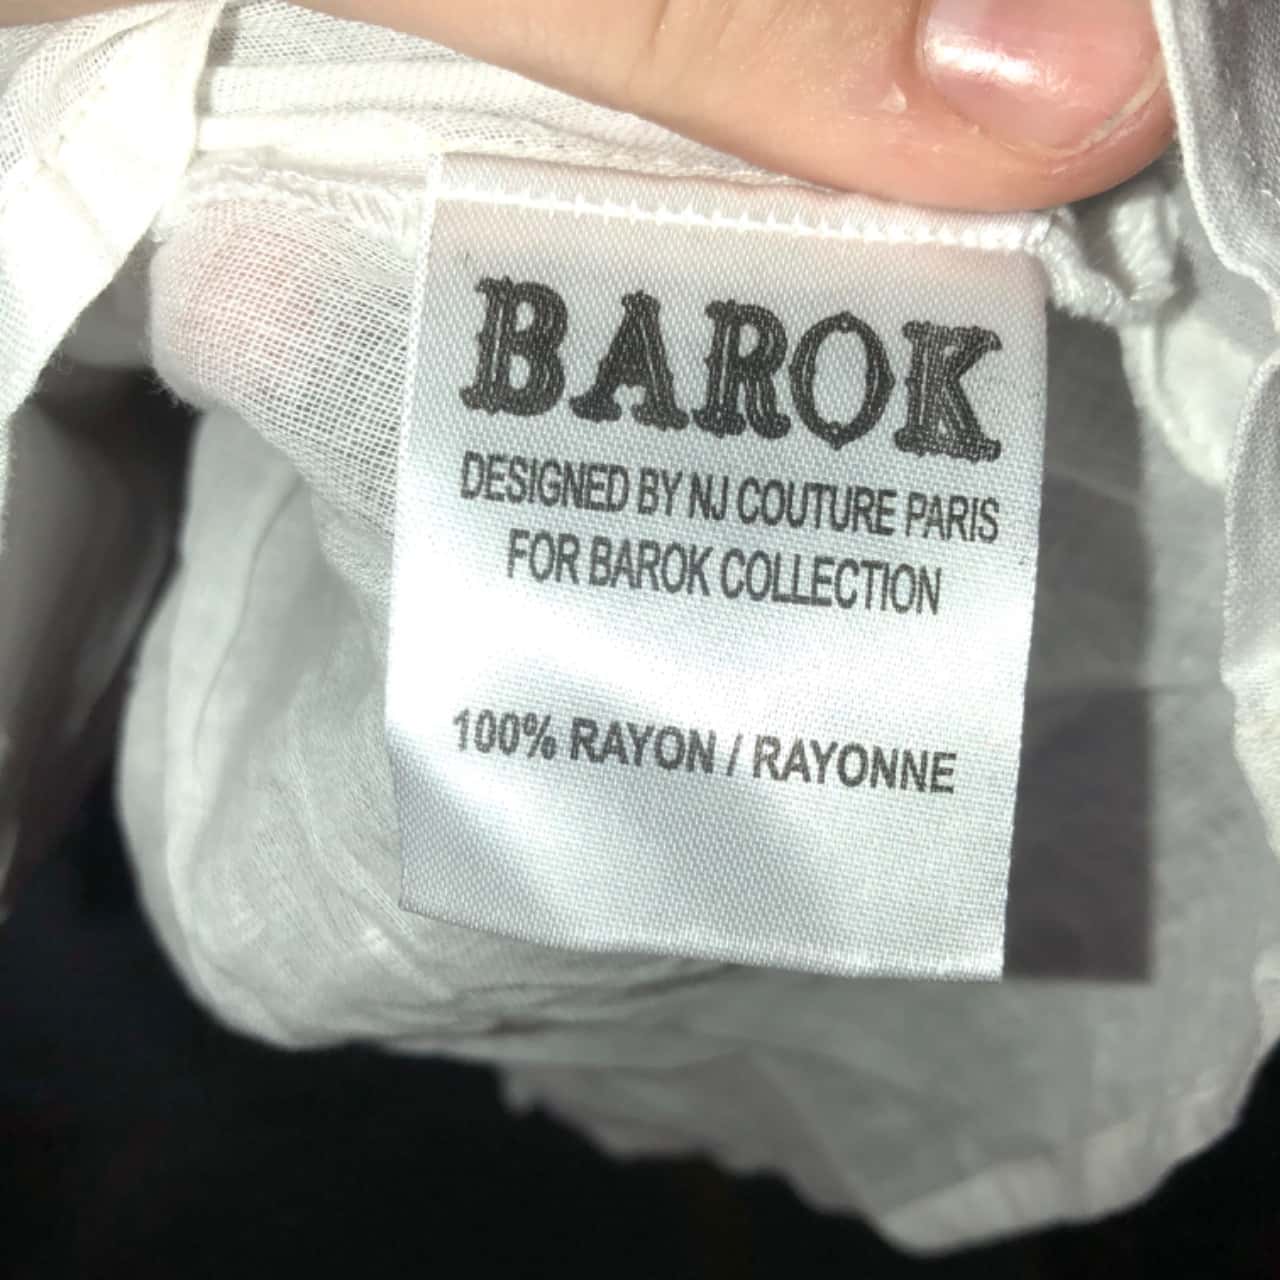 BAROK
DESIGNED BY NJ COUTURE PARIS
FOR BAROK COLLECTION
100% RAYON / RAYONNE